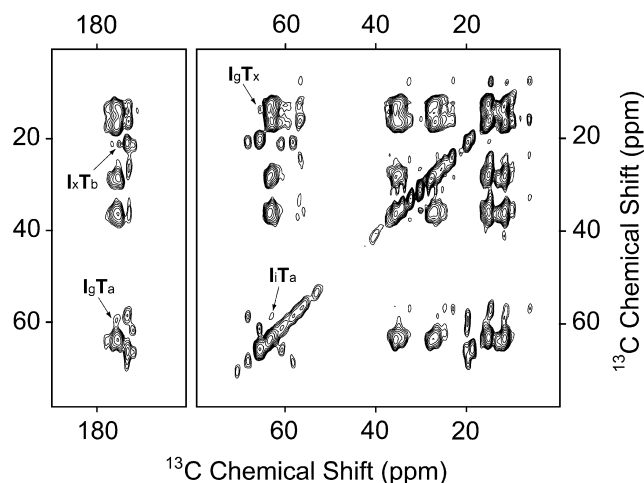 180 60 40 20
IgTx
20 20
IxTb
40 40
IgTa IiTa
60 60
180 60 40 20
¹³C Chemical Shift (ppm)
¹³C Chemical Shift (ppm)